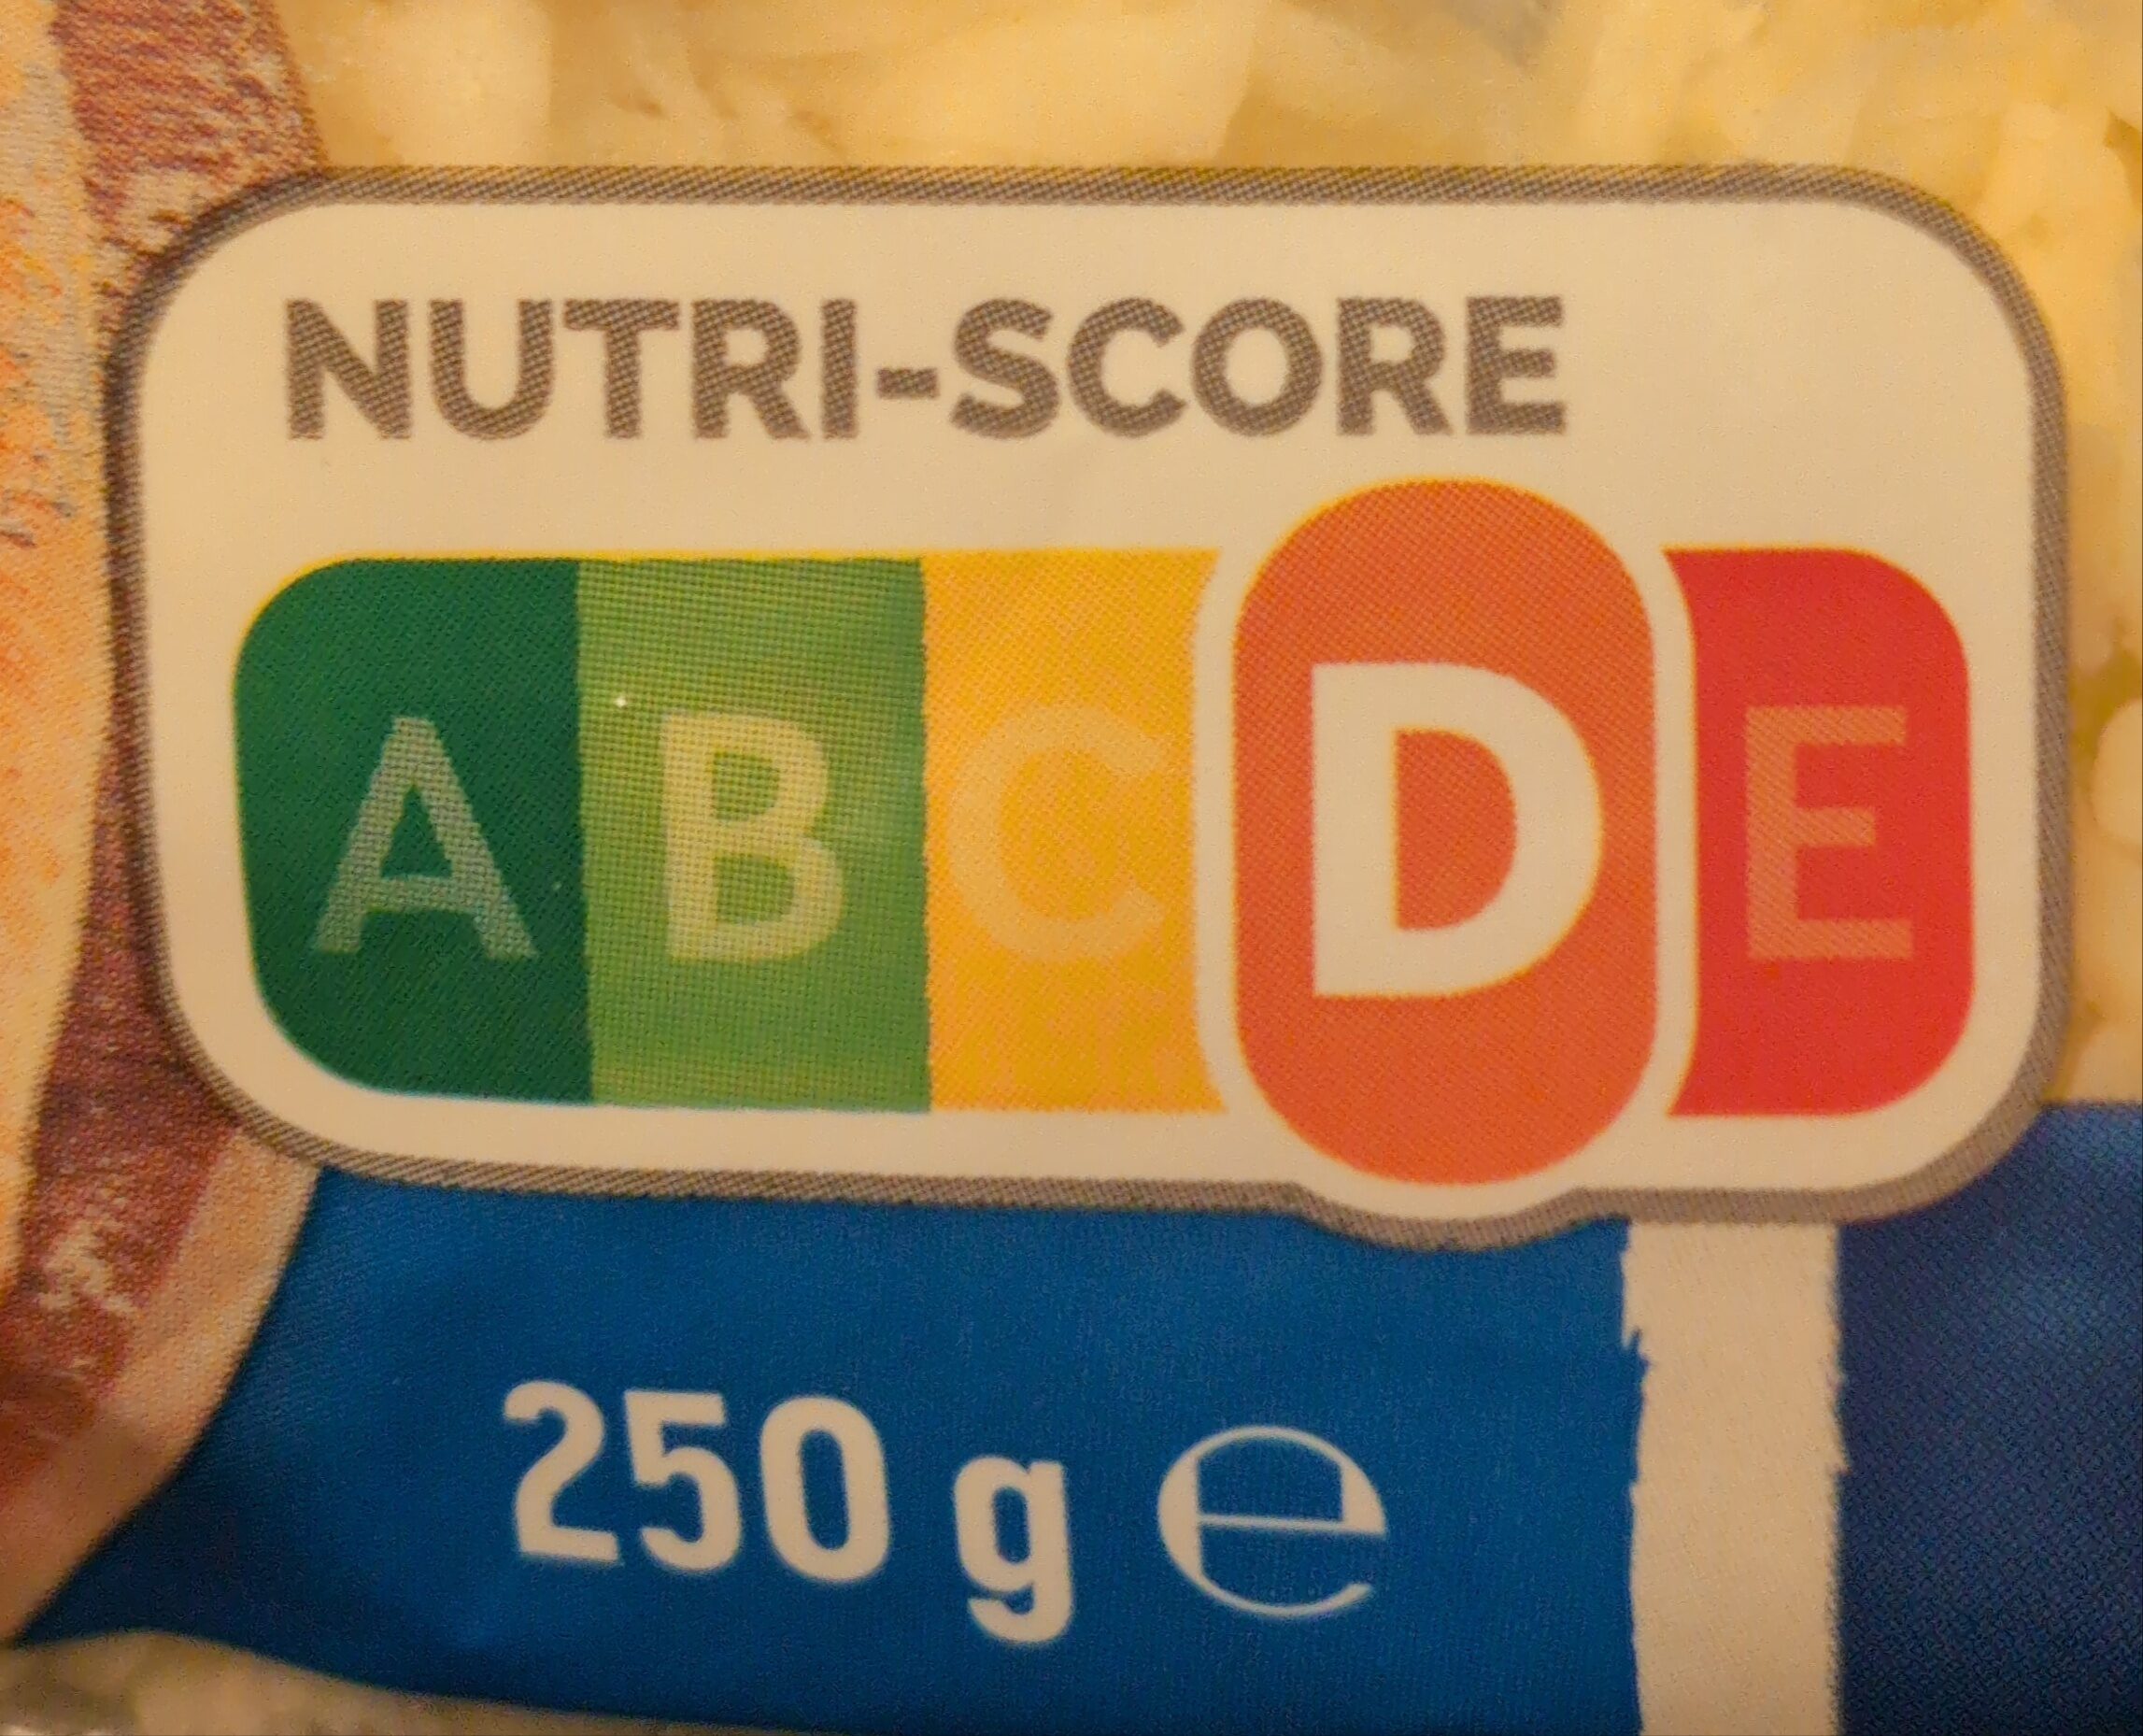 NUTRI-SCORE
A B C D E
250 g ℮